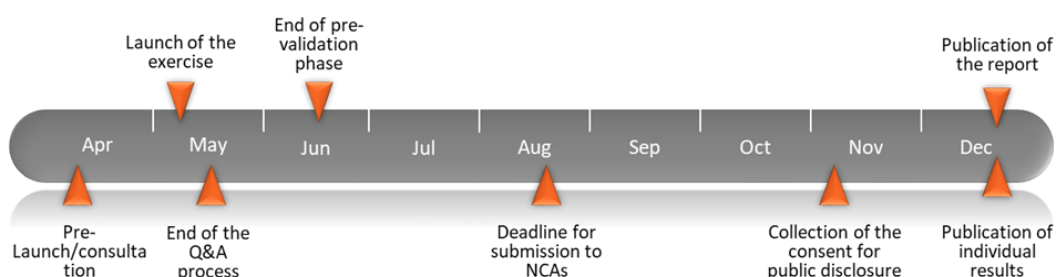 Launch of the
exercise
End of pre-
validation
phase
Publication of
the report
Apr
May
Jun
Jul
Aug
Sep
Oct
Nov
Dec
Pre-
Launch/consulta
tion
End of the
Q&A
process
Deadline for
submission to
NCAs
Collection of the
consent for
public disclosure
Publication of
individual
results